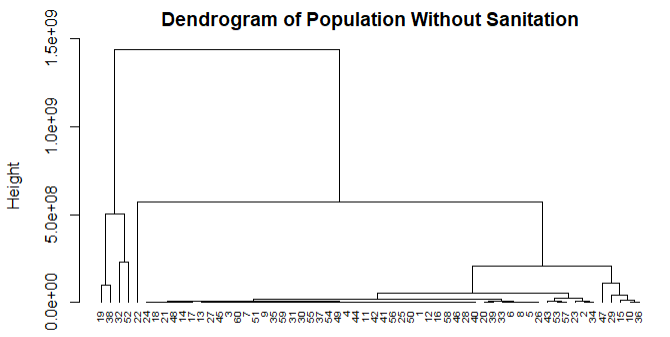 Dendrogram of Population Without Sanitation
Height
1.5e+09
1.0e+09
5.0e+08
0.0e+00
19 38 32 52 22 24 18 21 48 14 17 13 27 45 3 60 7 51 9 35 59 31 30 55 37 54 49 4 44 11 42 41 56 25 50 1 12 16 58 46 28 40 20 39 33 6 8 5 26 43 53 57 23 2 34 47 29 15 10 36